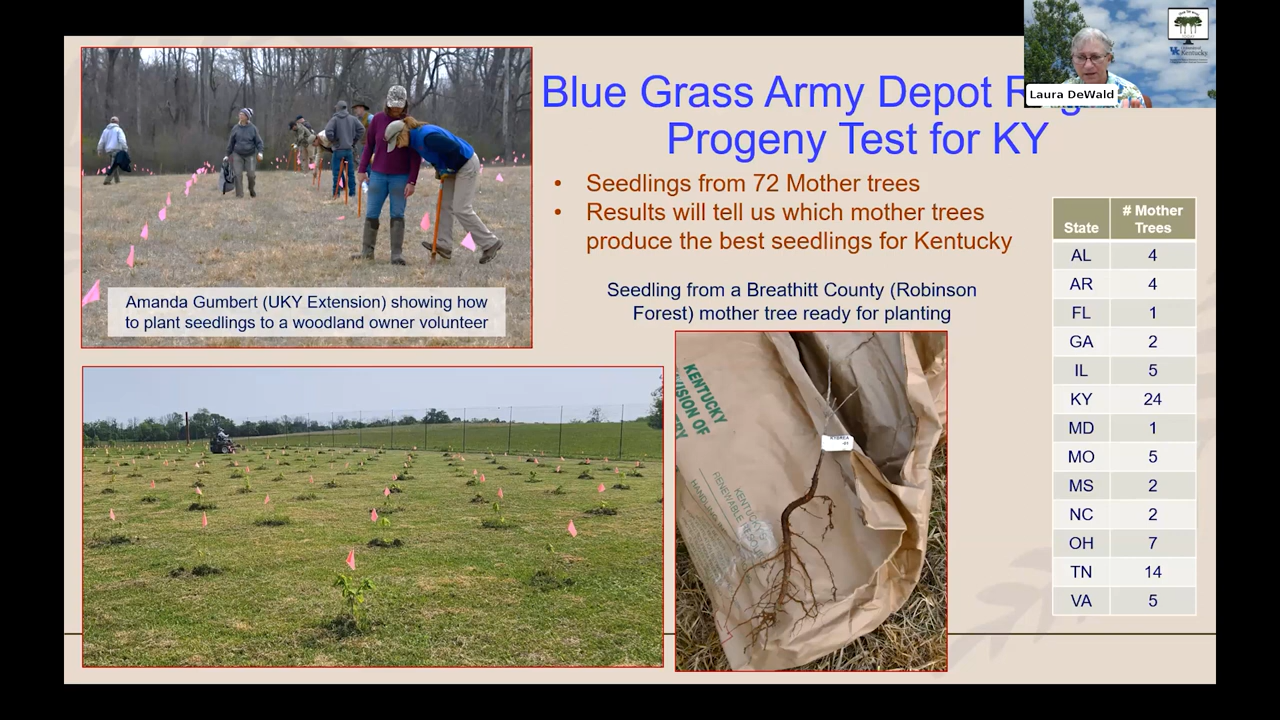 Blue Grass Army Depot
Progeny Test for KY
Laura DeWald
Kentucky
• Seedlings from 72 Mother trees
• Results will tell us which mother trees
produce the best seedlings for Kentucky
Amanda Gumbert (UKY Extension) showing how
to plant seedlings to a woodland owner volunteer
Seedling from a Breathitt County (Robinson
Forest) mother tree ready for planting
KENTUCKY
State # Mother Trees
AL 4
AR 4
FL 1
GA 2
IL 5
KY 24
MD 1
MO 5
MS 2
NC 2
OH 7
TN 14
VA 5